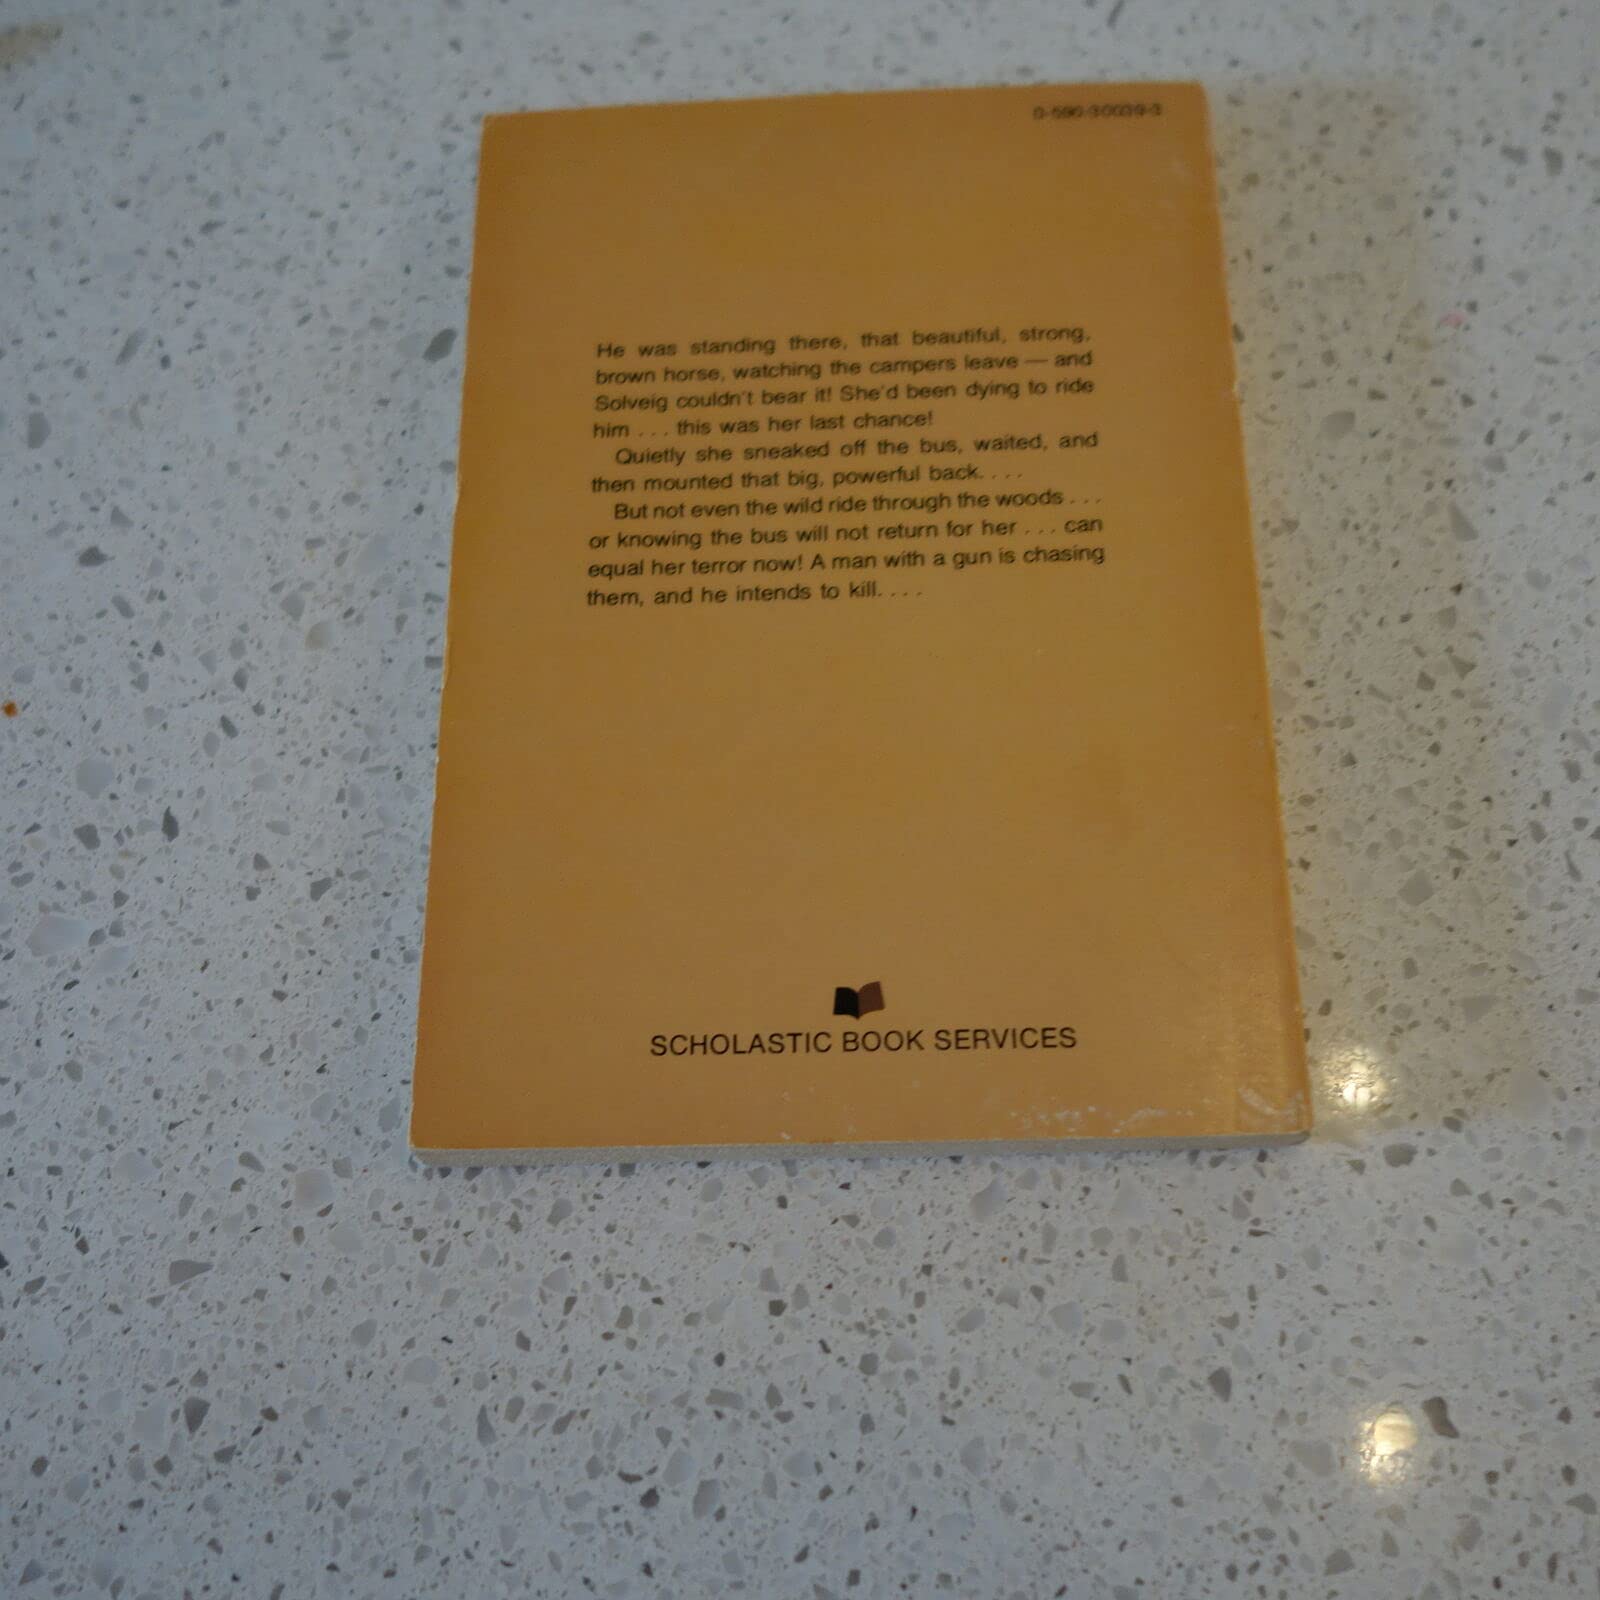 0-590-30039-3
He was standing there, that beautiful, strong,
brown horse, watching the campers leave — and
Solveig couldn't bear it! She'd been dying to ride
him . . . this was her last chance!
Quietly she sneaked off the bus, waited, and
then mounted that big, powerful back. . . .
But not even the wild ride through the woods . . .
or knowing the bus will not return for her . . . can
equal her terror now! A man with a gun is chasing
them, and he intends to kill. . . .
SCHOLASTIC BOOK SERVICES